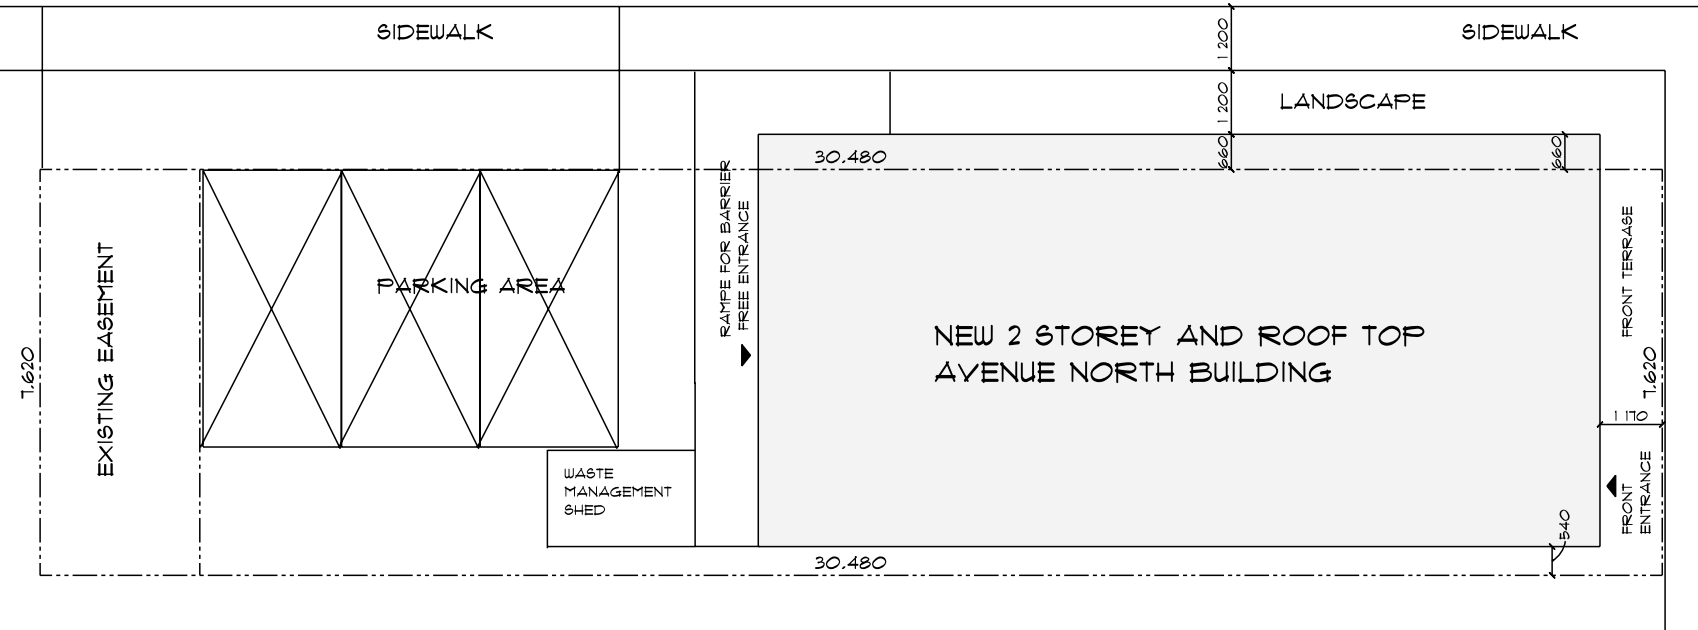 SIDEWALK
SIDEWALK
1 200
1 200
LANDSCAPE
660
660
30.480
RAMPE FOR BARRIER
FREE ENTRANCE
FRONT TERRASE
EXISTING EASEMENT
PARKING AREA
NEW 2 STOREY AND ROOF TOP
AVENUE NORTH BUILDING
7.620
7.620
1 170
WASTE
MANAGEMENT
SHED
FRONT
ENTRANCE
540
30.480